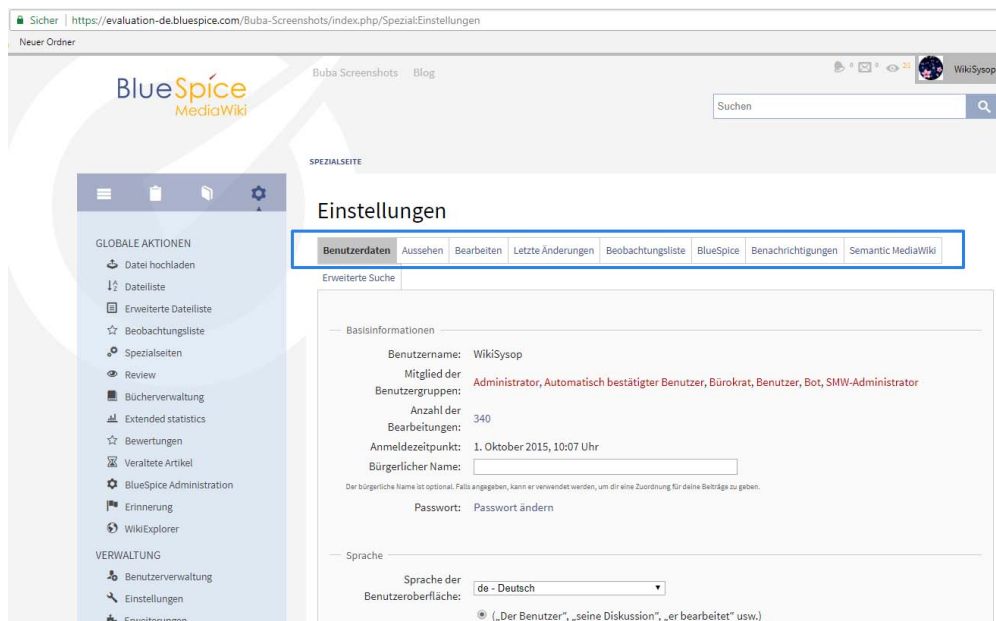 Sicher | https://evaluation-de.bluespice.com/Buba-Screenshots/index.php/Spezial:Einstellungen
Neuer Ordner
BlueSpice
MediaWiki
Buba Screenshots Blog
WikiSysop
Suchen
SPEZIALSEITE
Einstellungen
Benutzerdaten Aussehen Bearbeiten Letzte Änderungen Beobachtungsliste BlueSpice Benachrichtigungen Semantic MediaWiki
Erweiterte Suche
GLOBALE AKTIONEN
Datei hochladen
Dateiliste
Erweiterte Dateiliste
Beobachtungsliste
Spezialseiten
Review
Bücherverwaltung
Extended statistics
Bewertungen
Veraltete Artikel
BlueSpice Administration
Erinnerung
WikiExplorer
VERWALTUNG
Benutzerverwaltung
Einstellungen
Erweiterungen
Basisinformationen
Benutzername: WikiSysop
Mitglied der
Benutzergruppen:
Administrator, Automatisch bestätigter Benutzer, Bürokrat, Benutzer, Bot, SMW-Administrator
Anzahl der
Bearbeitungen:
340
Anmeldezeitpunkt: 1. Oktober 2015, 10:07 Uhr
Bürgerlicher Name:
Der bürgerliche Name ist optional. Falls angegeben, kann er verwendet werden, um dir eine Zuordnung für deine Beiträge zu geben.
Passwort: Passwort ändern
Sprache
Sprache der
Benutzeroberfläche:
de - Deutsch
(„Der Benutzer", „seine Diskussion", „er bearbeitet" usw.)